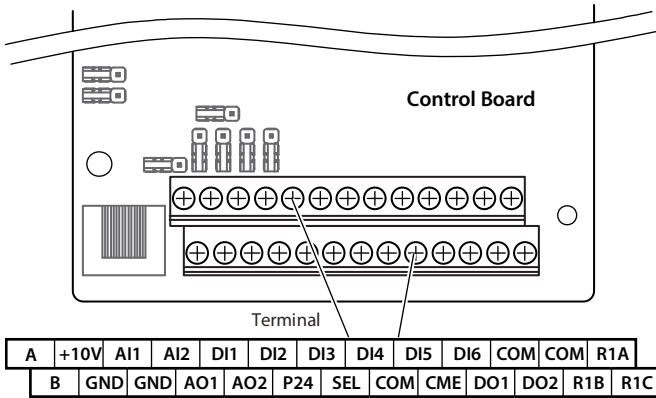 Control Board
Terminal
A +10V AI1 AI2 DI1 DI2 DI3 DI4 DI5 DI6 COM COM R1A
B GND GND AO1 AO2 P24 SEL COM CME DO1 DO2 R1B R1C